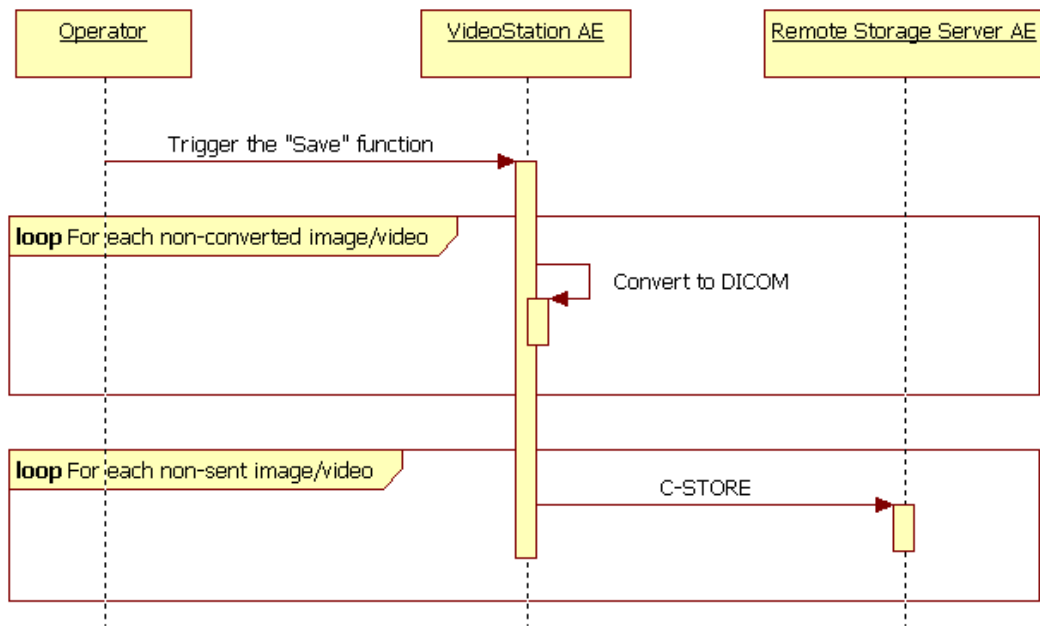 Operator
VideoStation AE
Remote Storage Server AE
Trigger the "Save" function
loop For each non-converted image/video
Convert to DICOM
loop For each non-sent image/video
C-STORE